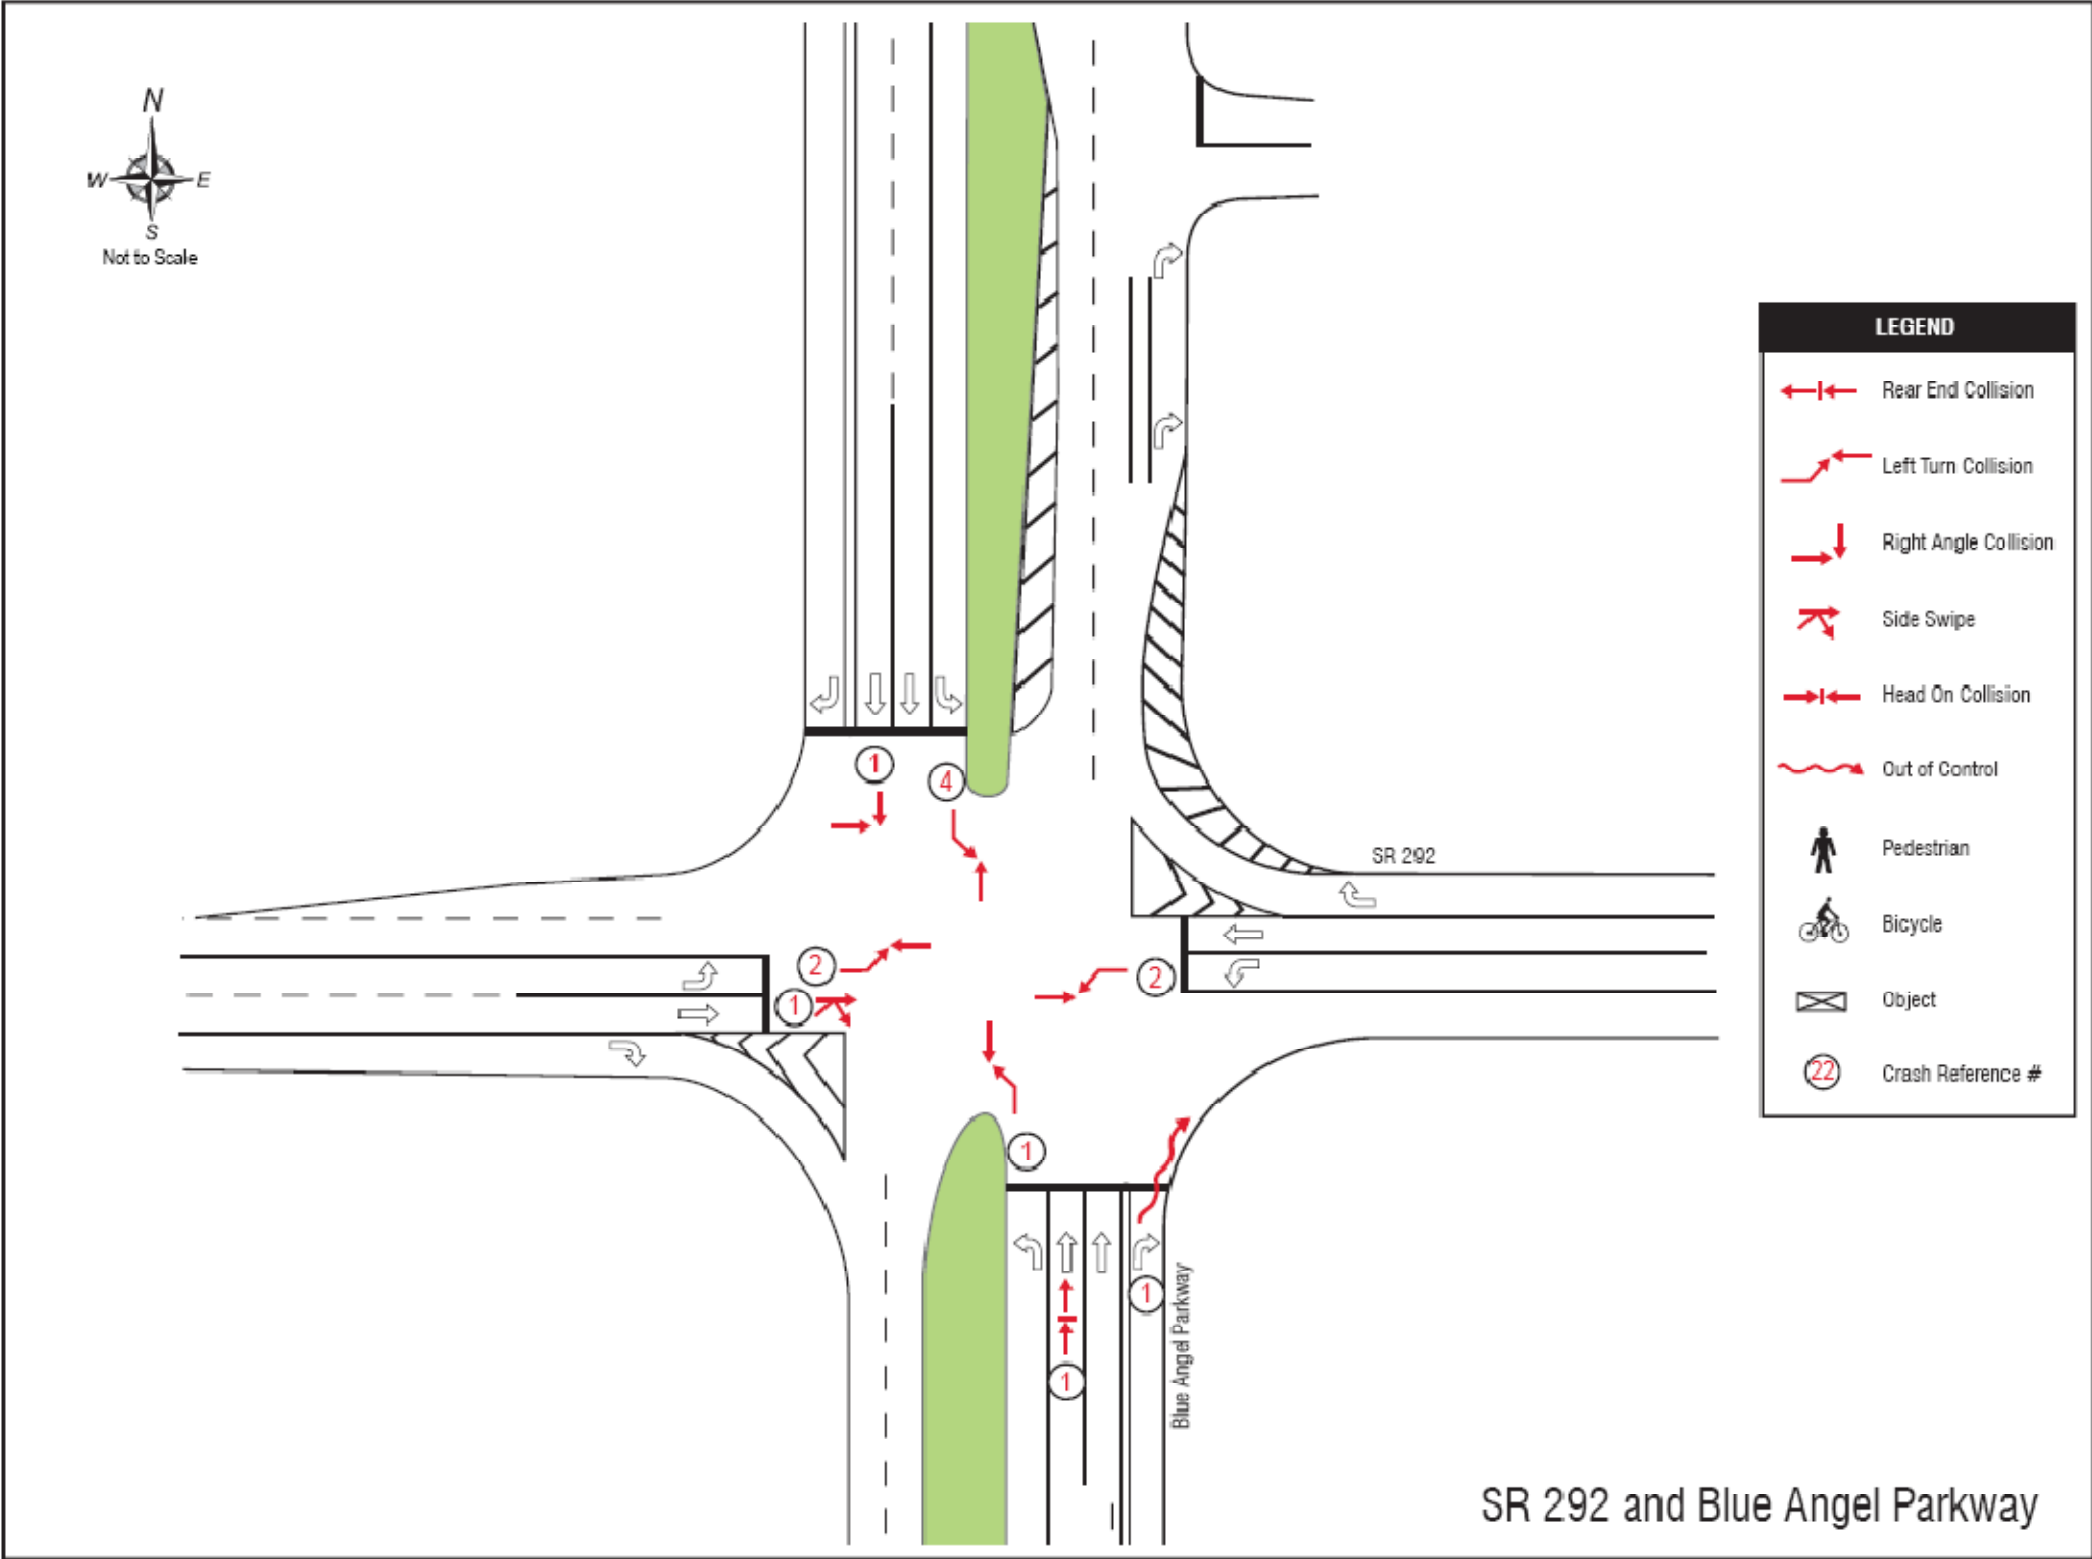 N
W E
S
Not to Scale
LEGEND
Rear End Collision
Left Turn Collision
Right Angle Collision
Side Swipe
Head On Collision
Out of Control
Pedestrian
Bicycle
Object
22 Crash Reference #
1
4
SR 292
2
2
1
1
1
1
Blue Angel Parkway
SR 292 and Blue Angel Parkway